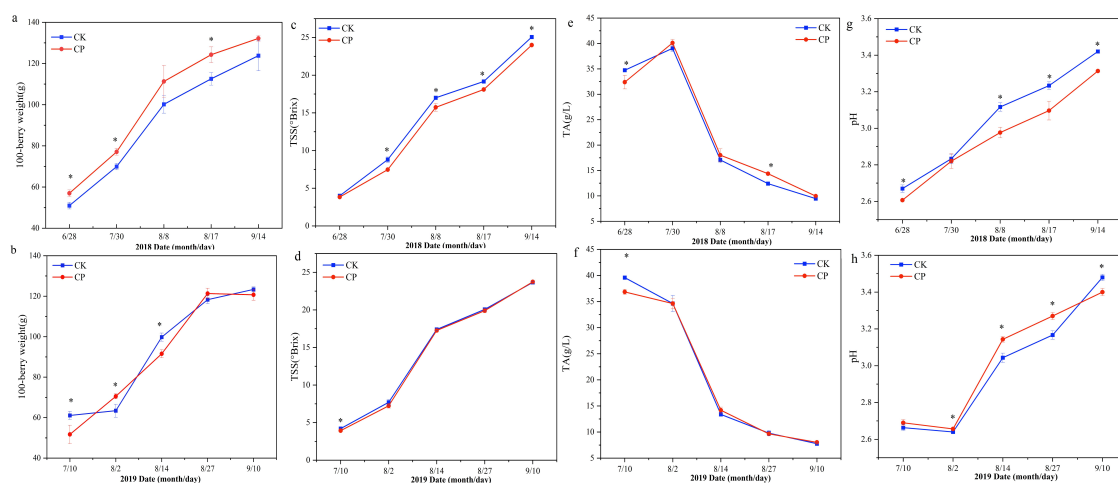 a
CK
CP
130
120
100
80
60
40
100-berry weight(g)
*
*
*
6/28
7/30
8/8
8/17
9/14
2018 Date (month/day)
c
CK
CP
25
20
15
10
5
0
TSS(°Brix)
*
*
*
*
6/28
7/30
8/8
8/17
9/14
2018 Date (month/day)
e
CK
CP
45
40
35
30
25
20
15
10
5
TA(g/L)
*
*
6/28
7/30
8/8
8/17
9/14
2018 Date (month/day)
g
CK
CP
3.6
3.4
3.2
3.0
2.8
2.6
pH
*
*
*
*
6/28
7/30
8/8
8/17
9/14
2018 Date (month/day)
b
CK
CP
130
120
100
80
60
40
100-berry weight(g)
*
*
*
7/10
8/2
8/14
8/27
9/10
2019 Date (month/day)
d
CK
CP
25
20
15
10
5
0
TSS(°Brix)
*
7/10
8/2
8/14
8/27
9/10
2019 Date (month/day)
f
CK
CP
45
40
35
30
25
20
15
10
5
TA(g/L)
*
7/10
8/2
8/14
8/27
9/10
2019 Date (month/day)
h
CK
CP
3.6
3.4
3.2
3.0
2.8
2.6
pH
*
*
*
*
7/10
8/2
8/14
8/27
9/10
2019 Date (month/day)